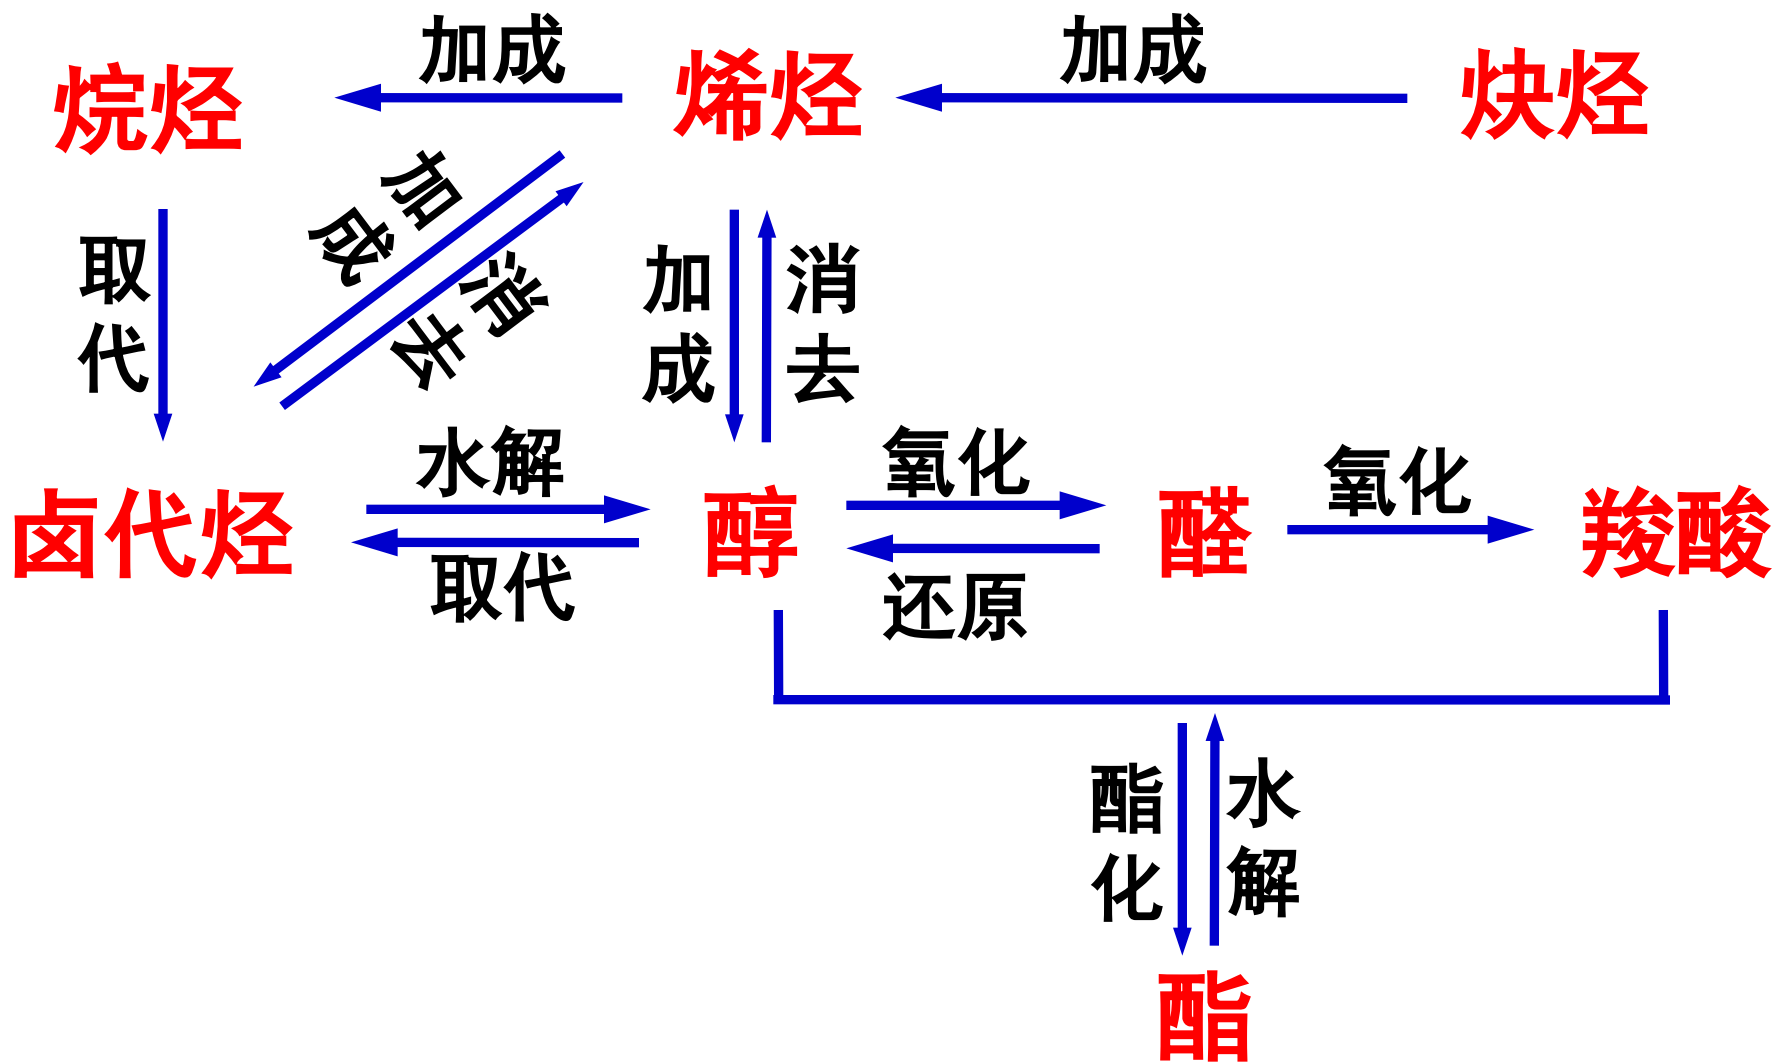 加成
加成
烷烃
烯烃
炔烃
加成
消去
取代
加成
消去
水解
取代
氧化
还原
氧化
卤代烃
醇
醛
羧酸
酯化
水解
酯